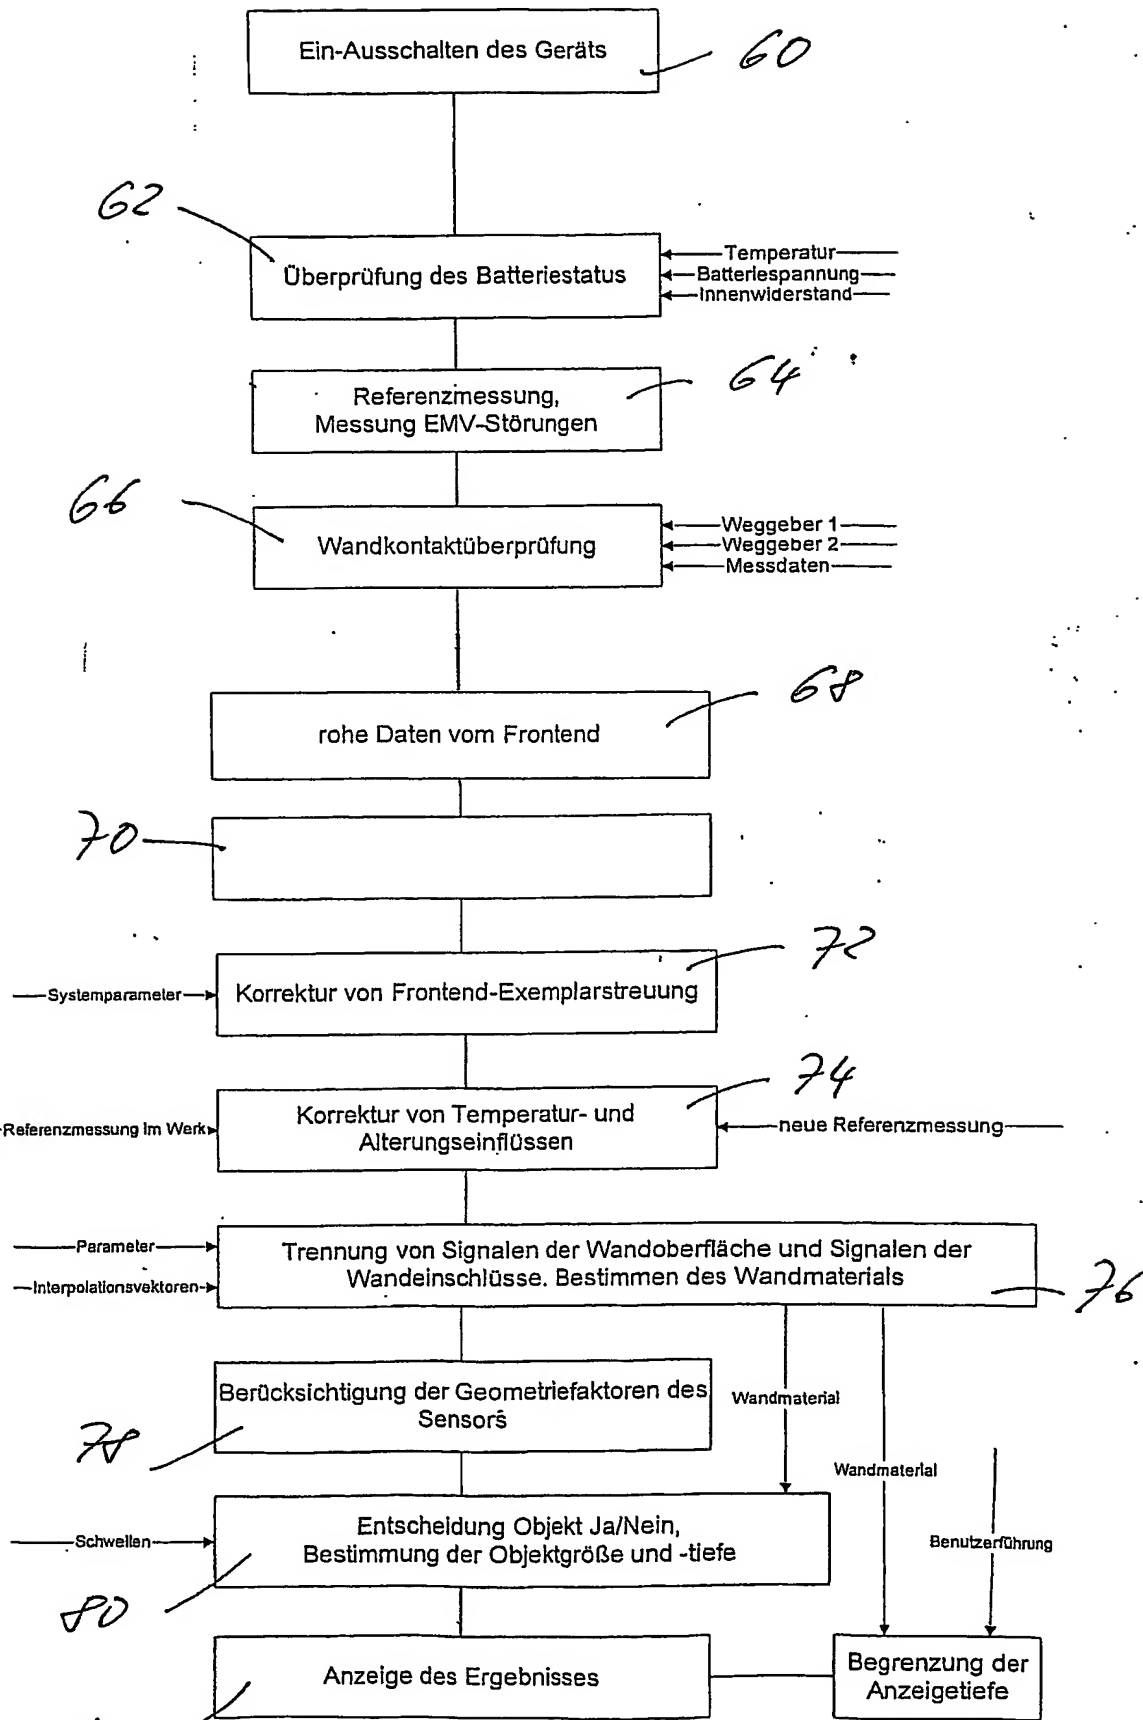 Ein-Ausschalten des Geräts
60
62
Überprüfung des Batteriestatus
Temperatur
Batteriespannung
Innenwiderstand
64
Referenzmessung,
Messung EMV-Störungen
66
Wandkontaktüberprüfung
Weggeber 1
Weggeber 2
Messdaten
68
rohe Daten vom Frontend
70
72
Systemparameter
Korrektur von Frontend-Exemplarstreuung
74
Referenzmessung im Werk
Korrektur von Temperatur- und
Alterungseinflüssen
neue Referenzmessung
Parameter
Interpolationsvektoren
Trennung von Signalen der Wandoberfläche und Signalen der
Wandeinschlüsse. Bestimmen des Wandmaterials
76
Berücksichtigung der Geometriefaktoren des
Sensors
78
Wandmaterial
Wandmaterial
Schwellen
Entscheidung Objekt Ja/Nein,
Bestimmung der Objektgröße und -tiefe
Benutzerführung
80
Anzeige des Ergebnisses
Begrenzung der
Anzeigetiefe